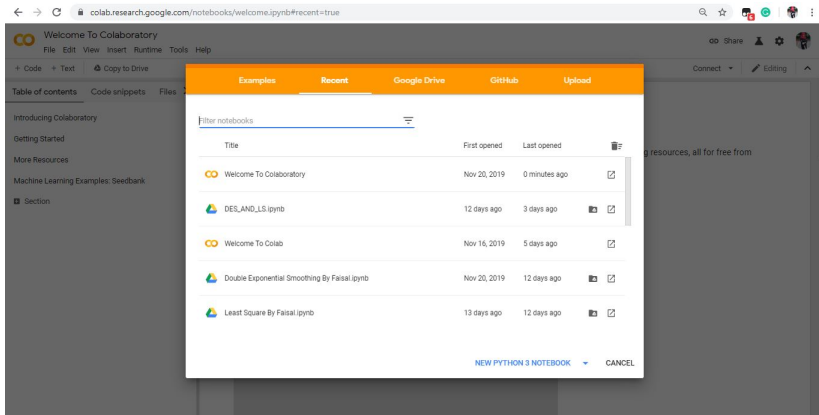 colab.research.google.com/notebooks/welcome.ipynb#recent=true
Welcome To Colaboratory
File Edit View Insert Runtime Tools Help
Share
+ Code + Text Copy to Drive
Connect Editing
Table of contents Code snippets Files
Introducing Colaboratory
Getting Started
More Resources
Machine Learning Examples: Seedbank
Section
Examples Recent Google Drive GitHub Upload
Filter notebooks
Title First opened Last opened
Welcome To Colaboratory Nov 20, 2019 0 minutes ago
DES_AND_LS.ipynb 12 days ago 3 days ago
Welcome To Colab Nov 16, 2019 5 days ago
Double Exponential Smoothing By Faisal.ipynb Nov 20, 2019 12 days ago
Least Square By Faisal.ipynb 13 days ago 12 days ago
NEW PYTHON 3 NOTEBOOK CANCEL
g resources, all for free from